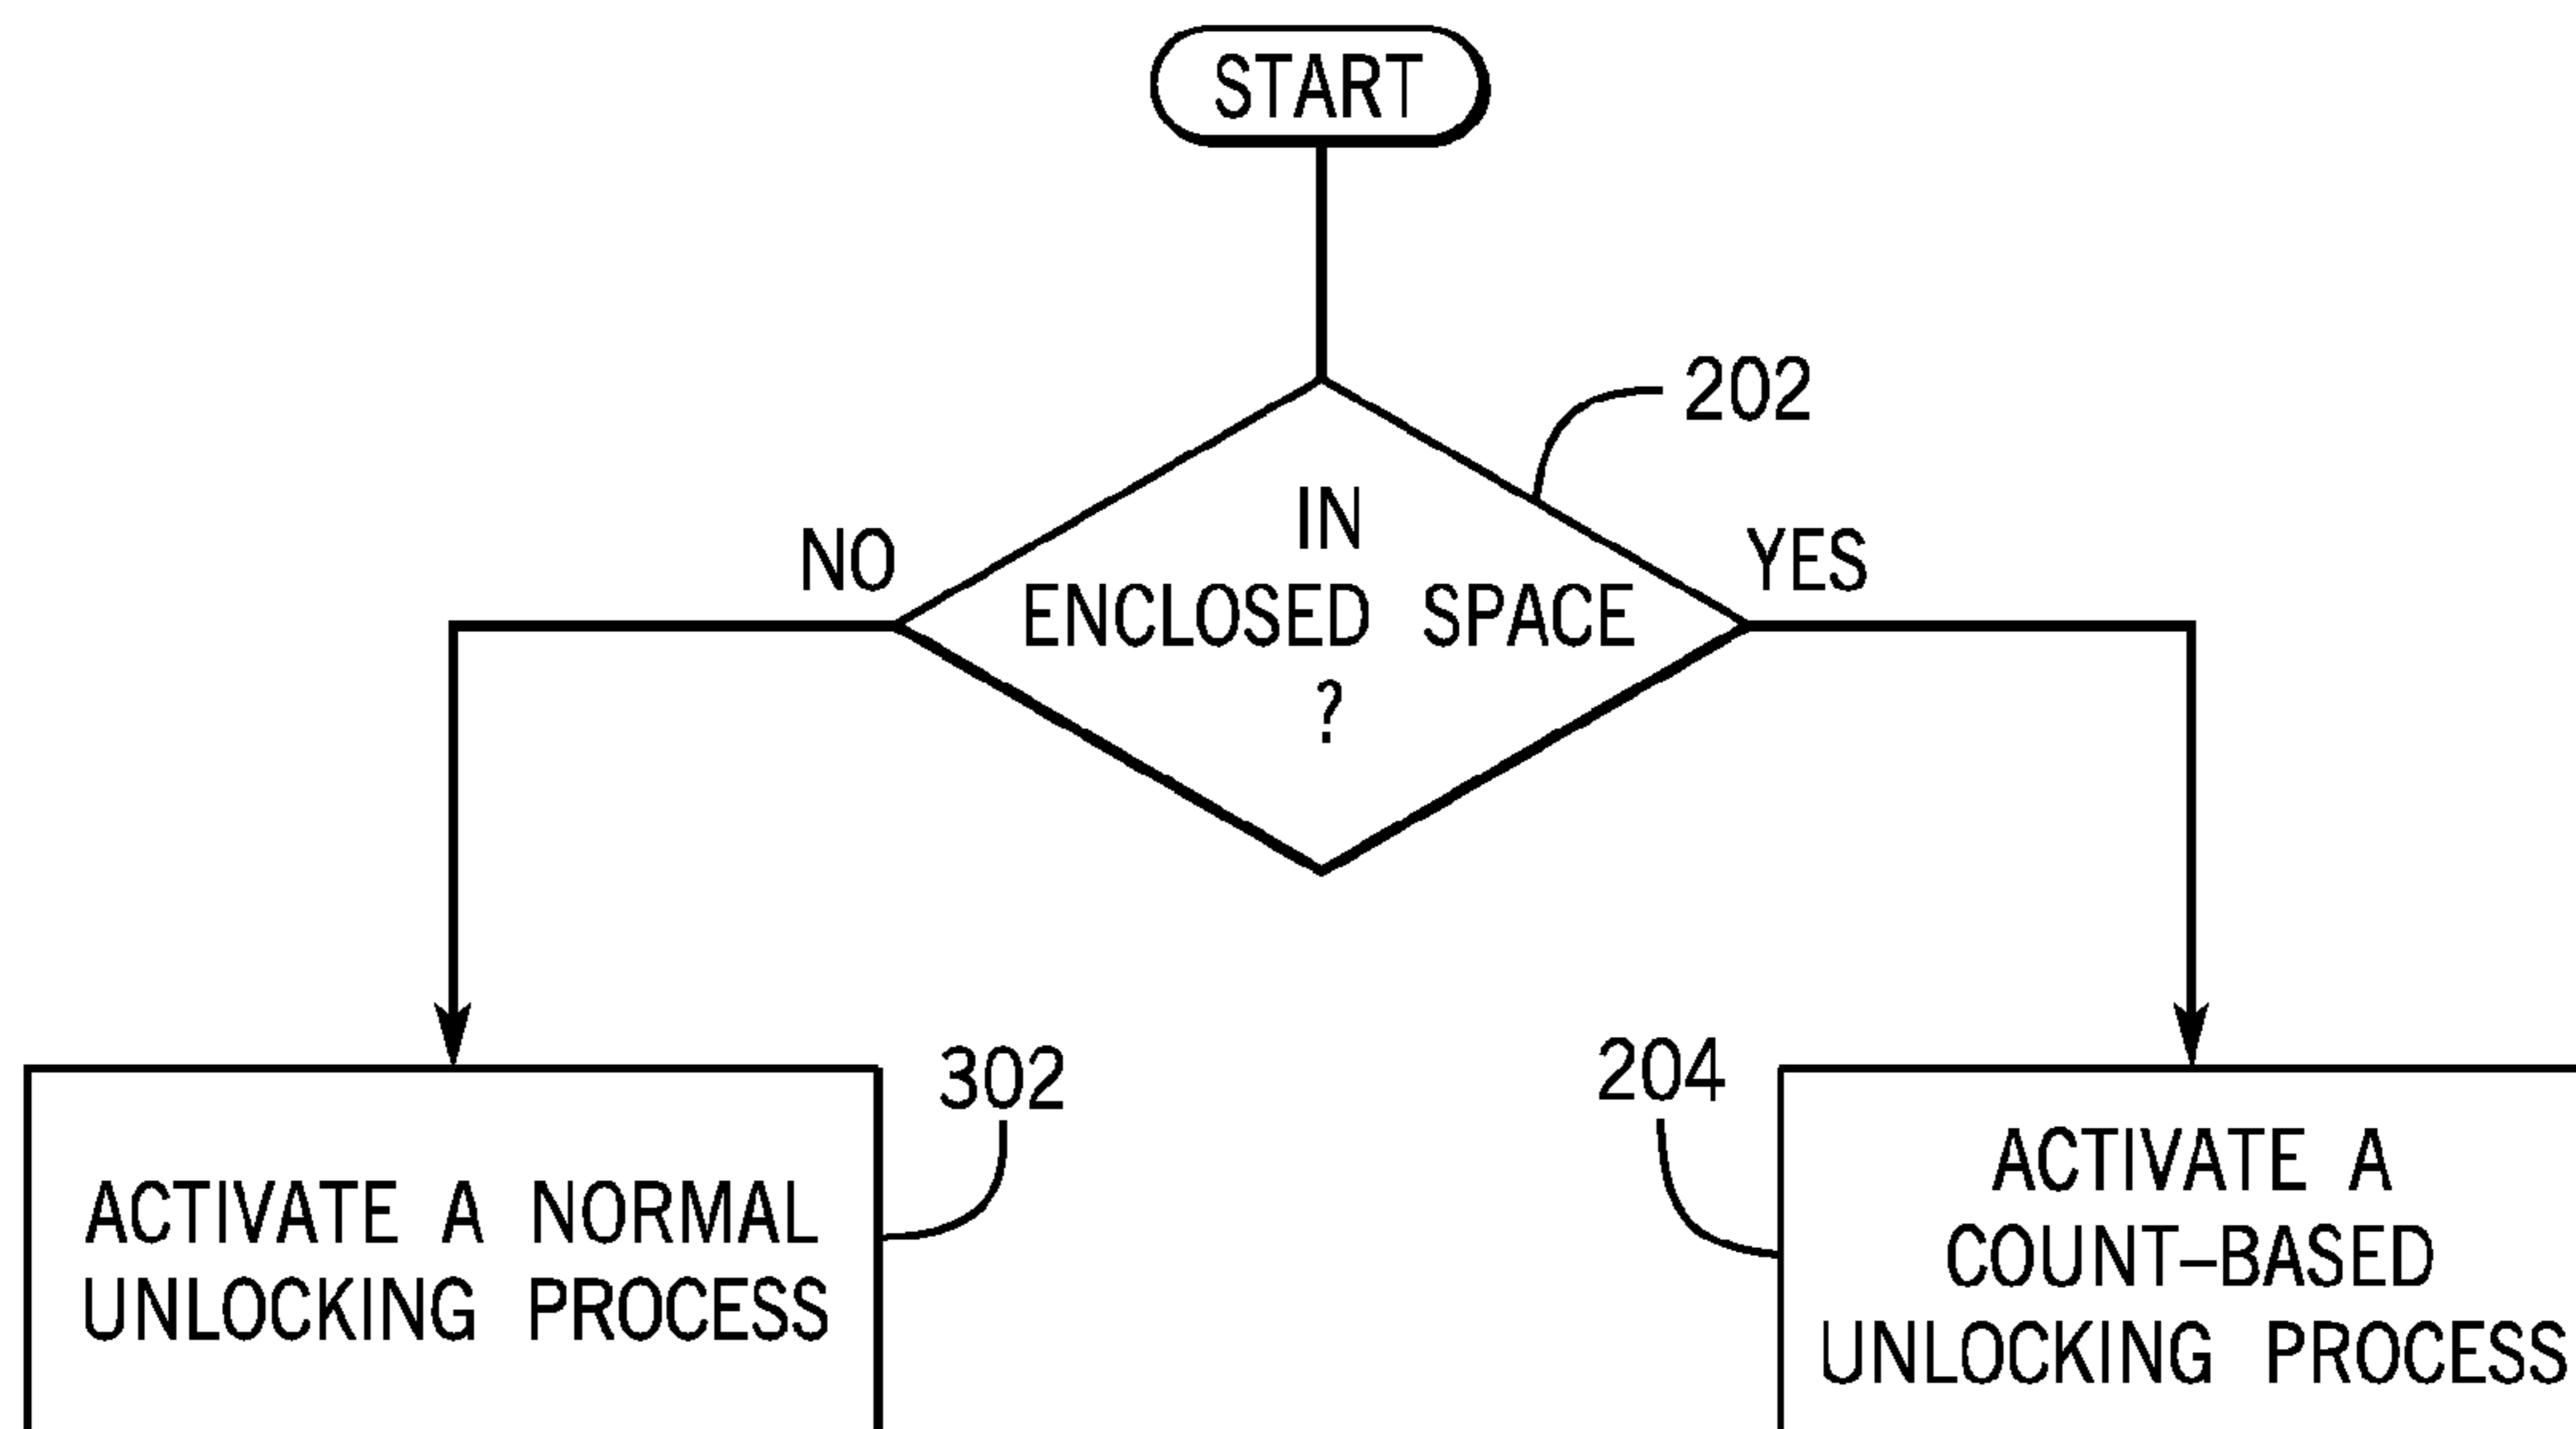 START
202
IN
NO
YES
ENCLOSED SPACE
?
302
204
ACTIVATE A NORMAL
UNLOCKING PROCESS
ACTIVATE A
COUNT–BASED
UNLOCKING PROCESS